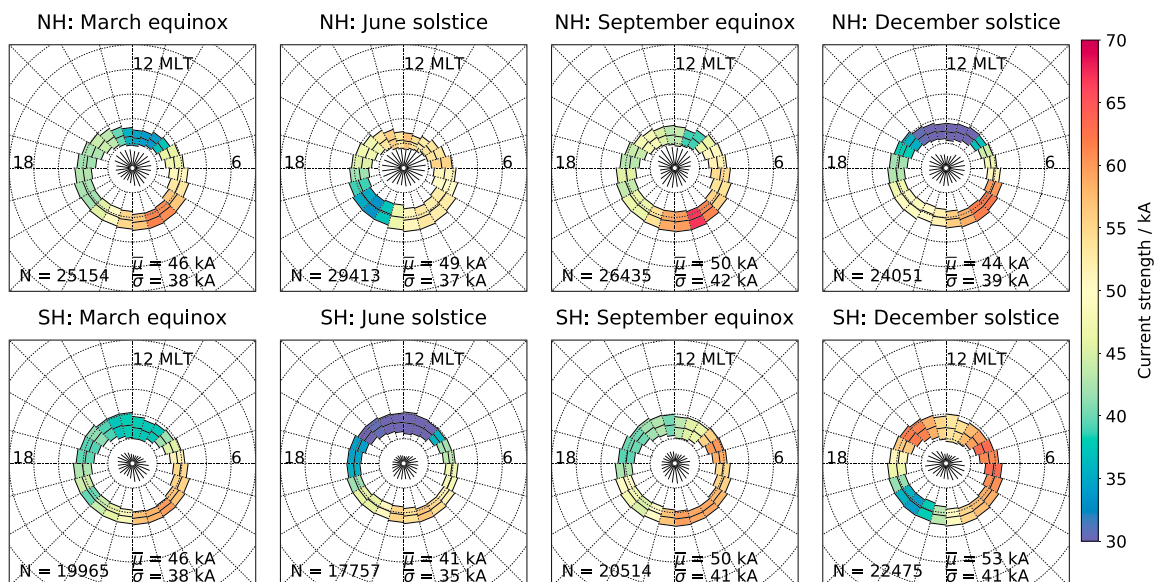 NH: March equinox
NH: June solstice
NH: September equinox
NH: December solstice
12 MLT
18
6
N = 25154
μ̅ = 46 kA
σ̅ = 38 kA
12 MLT
18
6
N = 29413
μ̅ = 49 kA
σ̅ = 37 kA
12 MLT
18
6
N = 26435
μ̅ = 50 kA
σ̅ = 42 kA
12 MLT
18
6
N = 24051
μ̅ = 44 kA
σ̅ = 39 kA
SH: March equinox
SH: June solstice
SH: September equinox
SH: December solstice
12 MLT
18
6
N = 19965
μ̅ = 46 kA
σ̅ = 38 kA
12 MLT
18
6
N = 17757
μ̅ = 41 kA
σ̅ = 35 kA
12 MLT
18
6
N = 20514
μ̅ = 50 kA
σ̅ = 41 kA
12 MLT
18
6
N = 22475
μ̅ = 53 kA
σ̅ = 41 kA
70
65
60
55
50
45
40
35
30
Current strength / kA